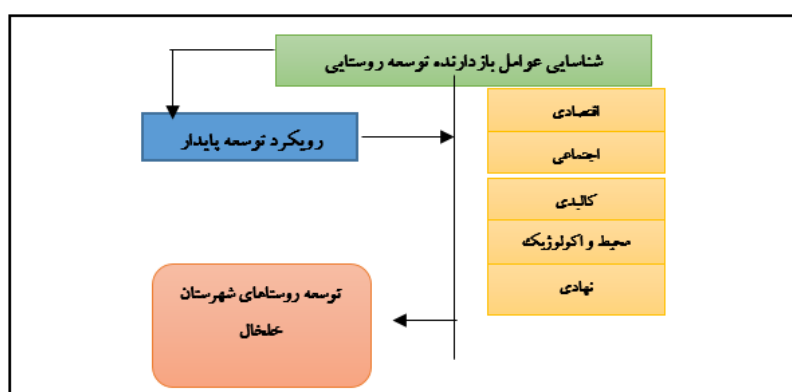 شناسایی عوامل بازدارنده توسعه روستایی
اقتصادی
رویکرد توسعه پایدار
اجتماعی
کالبدی
محیط و اکولوژیک
نهادی
توسعه روستاهای شهرستان
خلخال